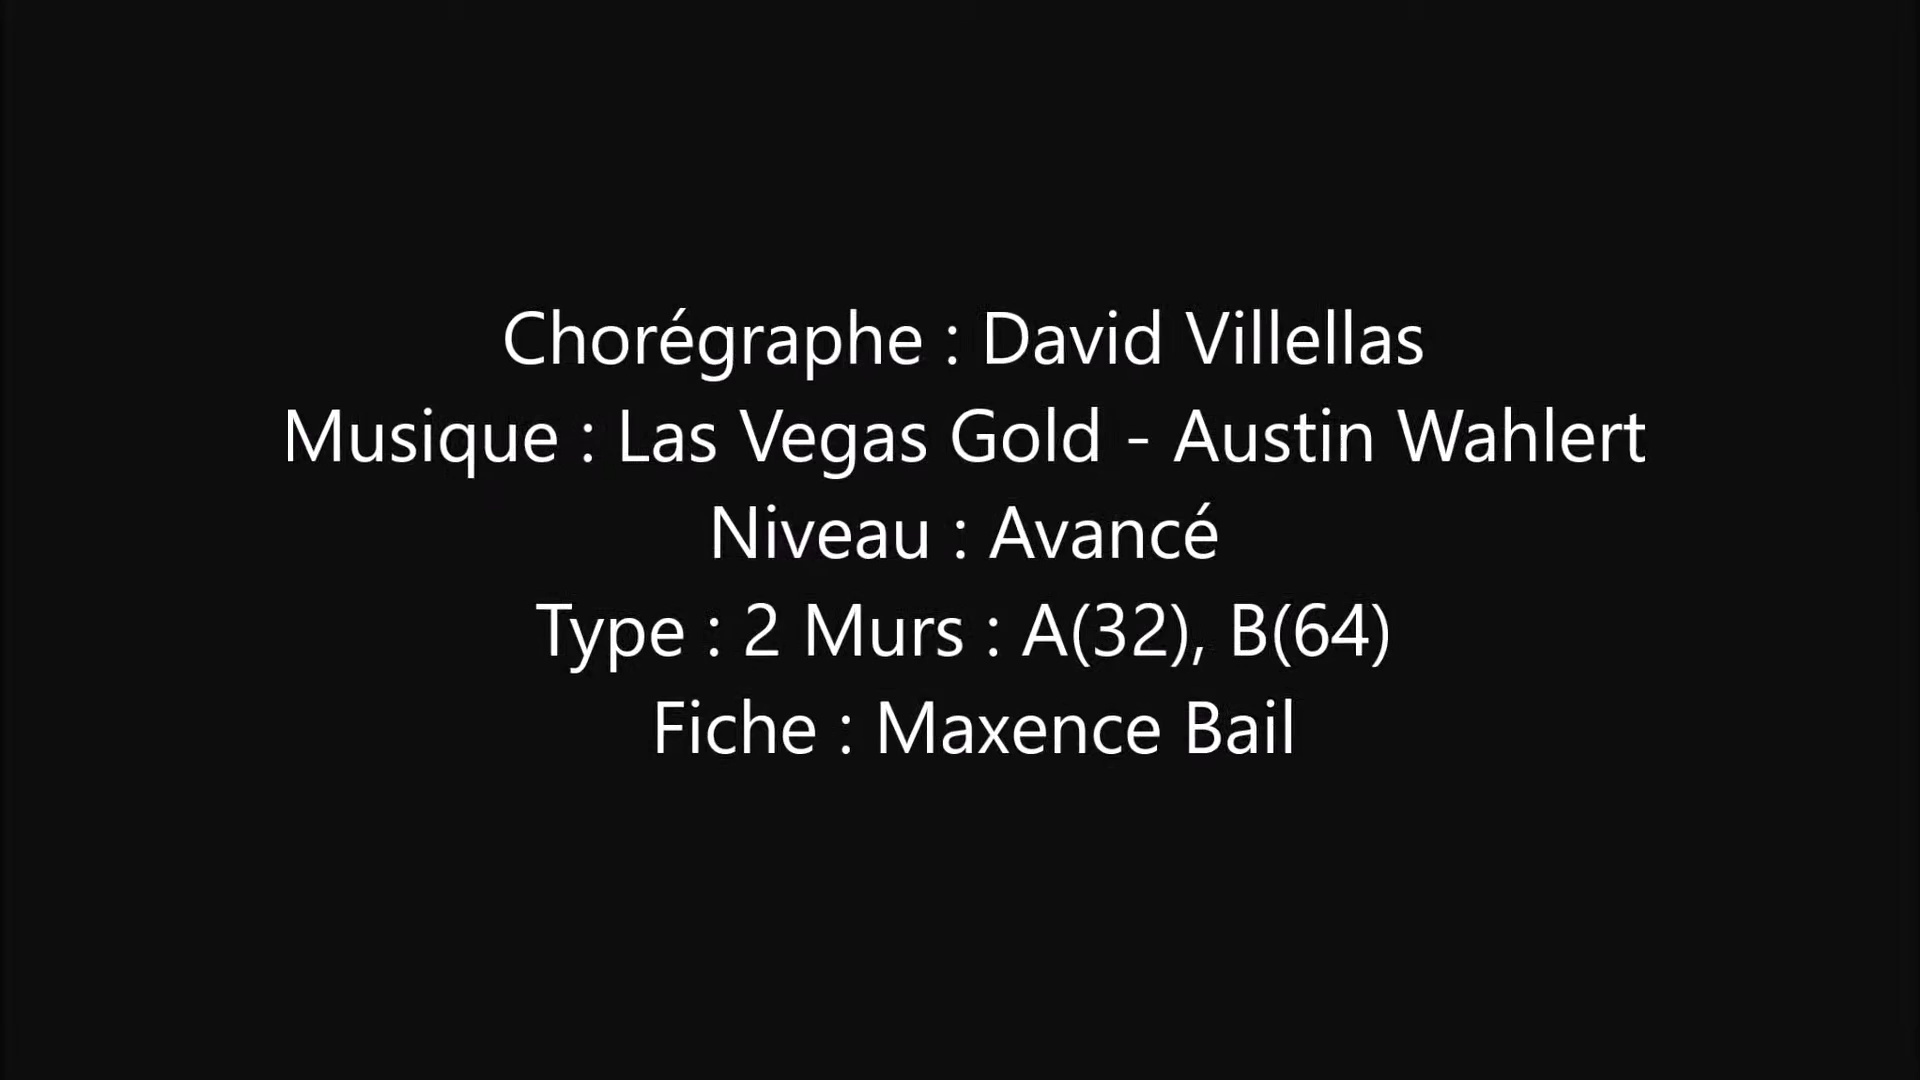 Chorégraphe : David Villellas
Musique : Las Vegas Gold - Austin Wahlert
Niveau : Avancé
Type : 2 Murs : A(32), B(64)
Fiche : Maxence Bail